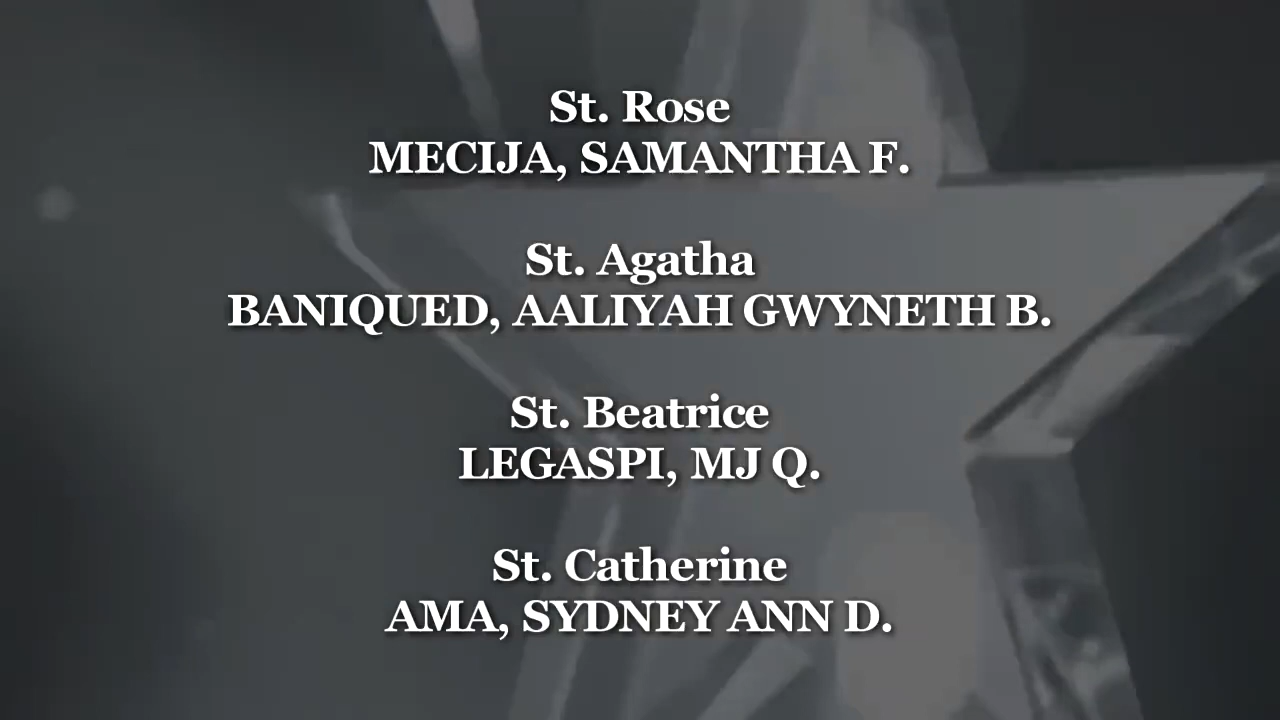 St. Rose
MECIJA, SAMANTHA F.
St. Agatha
BANIQUED, AALIYAH GWYNETH B.
St. Beatrice
LEGASPI, MJ Q.
St. Catherine
AMA, SYDNEY ANN D.